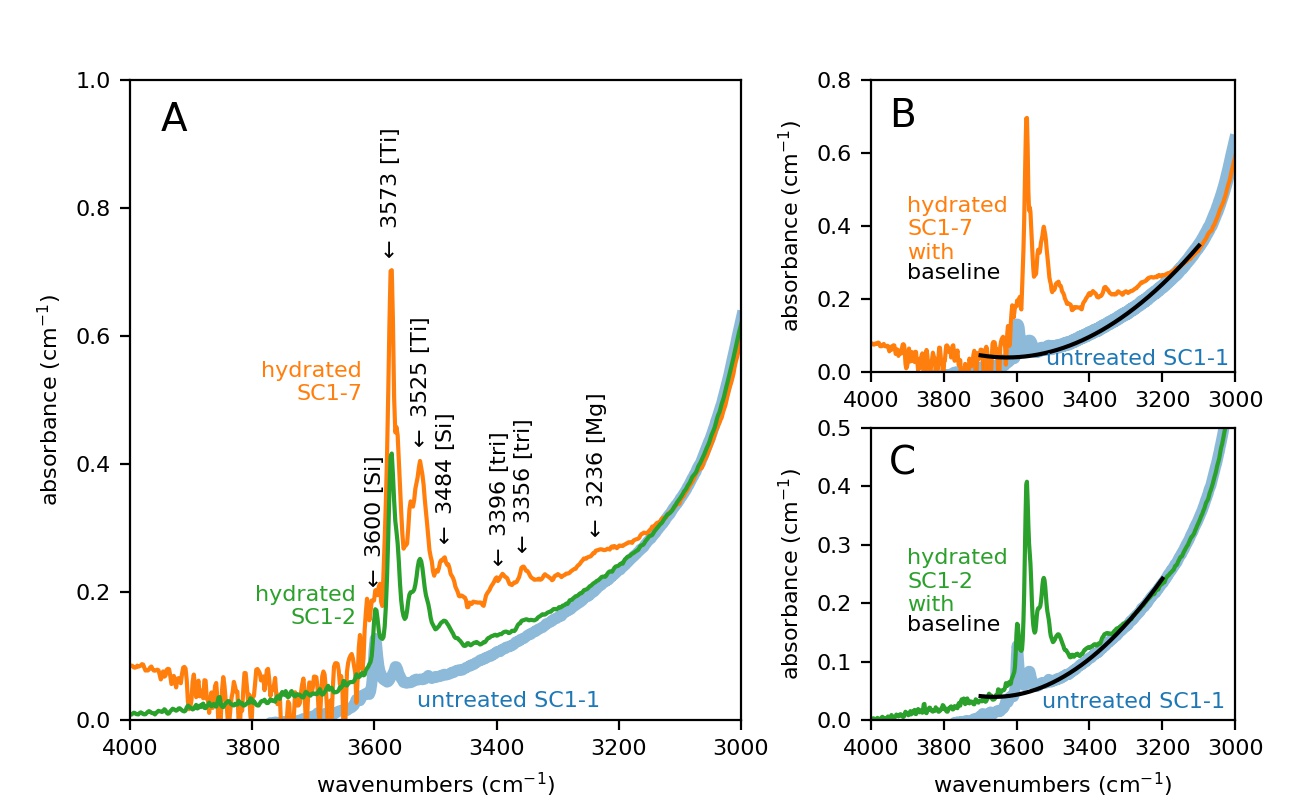 A
1.0
0.8
0.6
0.4
0.2
0.0
absorbance (cm⁻¹)
4000 3800 3600 3400 3200 3000
wavenumbers (cm⁻¹)
hydrated
SC1-7
hydrated
SC1-2
untreated SC1-1
← 3600 [Si]
← 3573 [Ti]
← 3525 [Ti]
← 3484 [Si]
← 3396 [tri]
← 3356 [tri]
← 3236 [Mg]
B
0.8
0.6
0.4
0.2
0.0
absorbance (cm⁻¹)
hydrated
SC1-7
with
baseline
untreated SC1-1
4000 3800 3600 3400 3200 3000
C
0.5
0.4
0.3
0.2
0.1
0.0
absorbance (cm⁻¹)
hydrated
SC1-2
with
baseline
untreated SC1-1
4000 3800 3600 3400 3200 3000
wavenumbers (cm⁻¹)